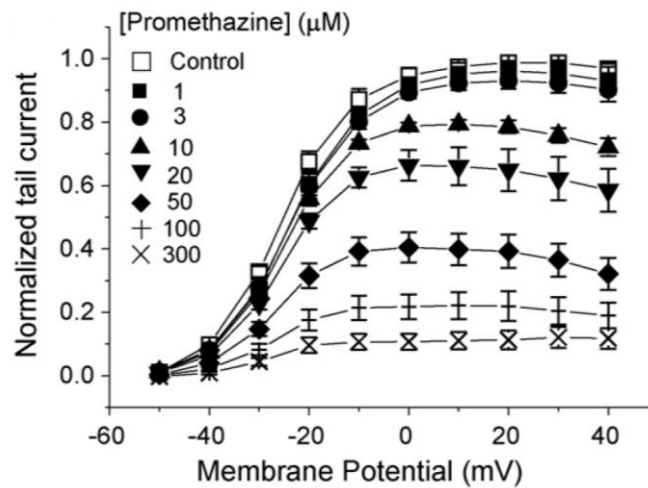 [Promethazine] (μM)
Control
1
3
10
20
50
100
300
Normalized tail current
1.0
0.8
0.6
0.4
0.2
0.0
-60 -40 -20 0 20 40
Membrane Potential (mV)